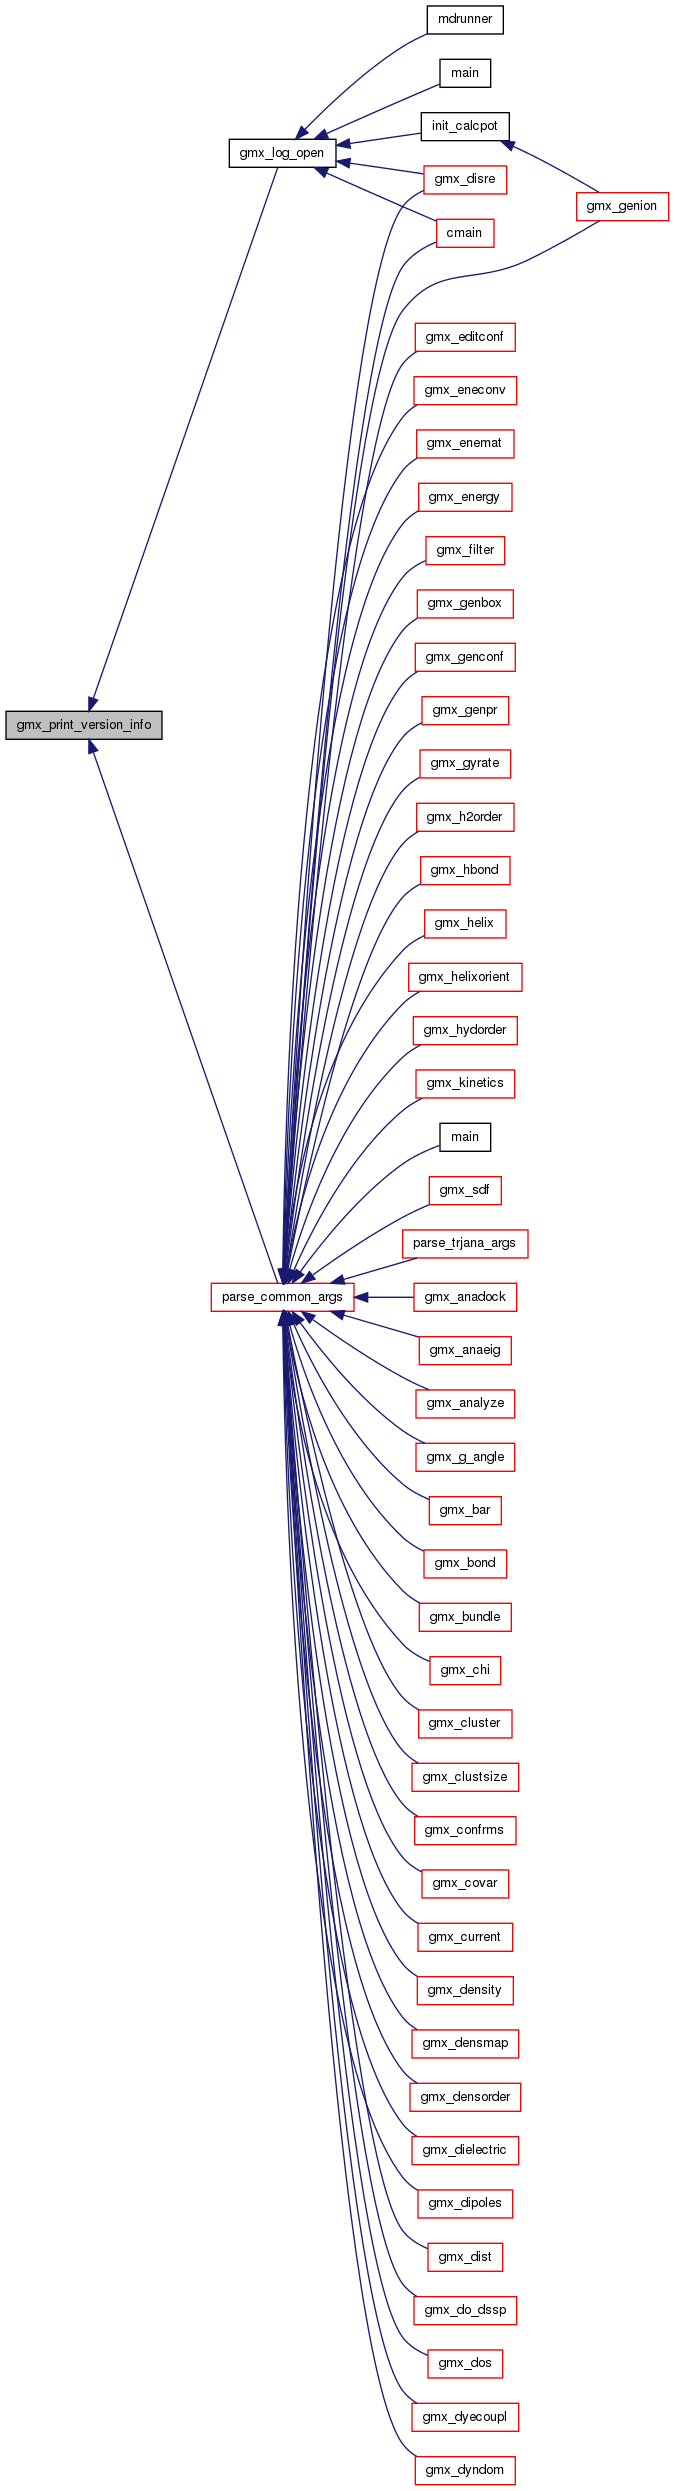 mdrunner
main
init_calcpot
gmx_log_open
gmx_disre
gmx_genion
cmain
gmx_editconf
gmx_eneconv
gmx_enemat
gmx_energy
gmx_filter
gmx_genbox
gmx_genconf
gmx_genpr
gmx_print_version_info
gmx_gyrate
gmx_h2order
gmx_hbond
gmx_helix
gmx_helixorient
gmx_hydorder
gmx_kinetics
main
gmx_sdf
parse_trjana_args
parse_common_args
gmx_anadock
gmx_anaeig
gmx_analyze
gmx_g_angle
gmx_bar
gmx_bond
gmx_bundle
gmx_chi
gmx_cluster
gmx_clustsize
gmx_confrms
gmx_covar
gmx_current
gmx_density
gmx_densmap
gmx_densorder
gmx_dielectric
gmx_dipoles
gmx_dist
gmx_do_dssp
gmx_dos
gmx_dyecoupl
gmx_dyndom